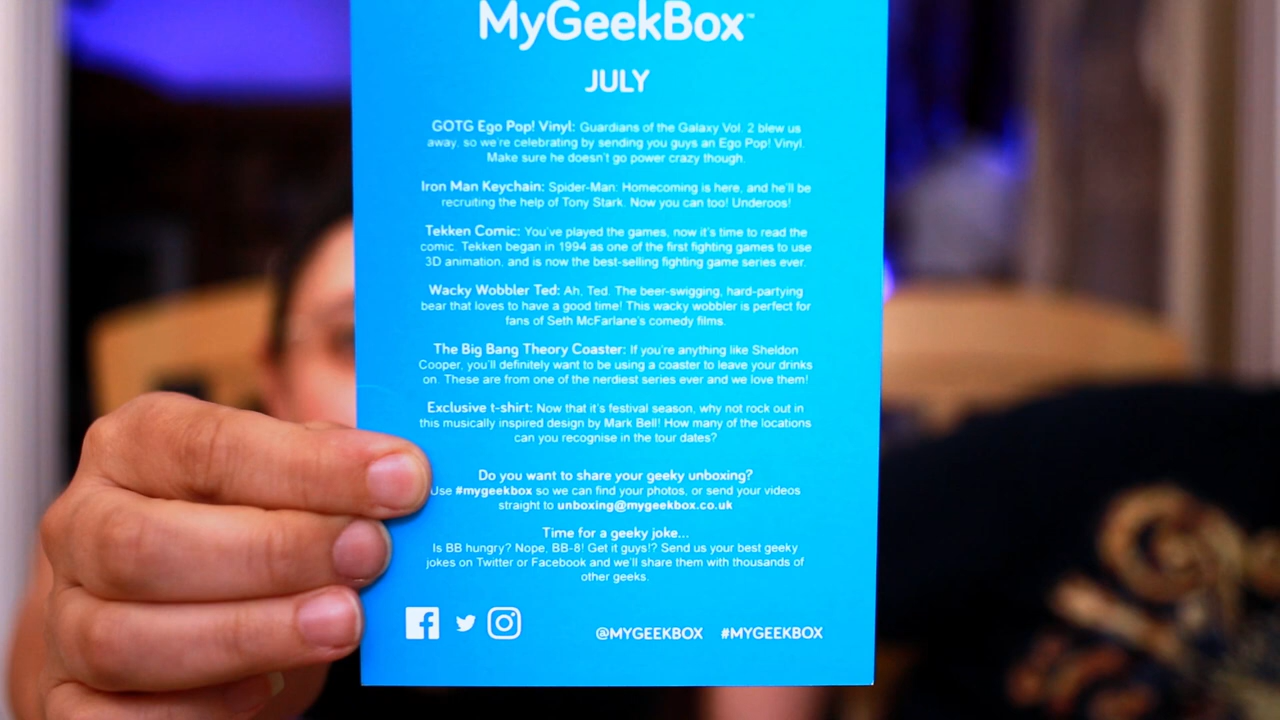 MyGeekBox™
JULY
GOTG Ego Pop! Vinyl: Guardians of the Galaxy Vol. 2 blew us
away, so we're celebrating by sending you guys an Ego Pop! Vinyl.
Make sure he doesn't go power crazy though.
Iron Man Keychain: Spider-Man: Homecoming is here, and he'll be
recruiting the help of Tony Stark. Now you can too! Underoos!
Tekken Comic: You've played the games, now it's time to read the
comic. Tekken began in 1994 as one of the first fighting games to use
3D animation, and is now the best-selling fighting game series ever.
Wacky Wobbler Ted: Ah, Ted. The beer-swigging, hard-partying
bear that loves to have a good time! This wacky wobbler is perfect for
fans of Seth McFarlane's comedy films.
The Big Bang Theory Coaster: If you're anything like Sheldon
Cooper, you'll definitely want to be using a coaster to leave your drinks
on. These are from one of the nerdiest series ever and we love them!
Exclusive t-shirt: Now that it's festival season, why not rock out in
this musically inspired design by Mark Bell! How many of the locations
can you recognise in the tour dates?
Do you want to share your geeky unboxing?
Use #mygeekbox so we can find your photos, or send your videos
straight to unboxing@mygeekbox.co.uk
Time for a geeky joke...
Is BB hungry? Nope, BB-8! Get it guys!? Send us your best geeky
jokes on Twitter or Facebook and we'll share them with thousands of
other geeks.
@MYGEEKBOX #MYGEEKBOX